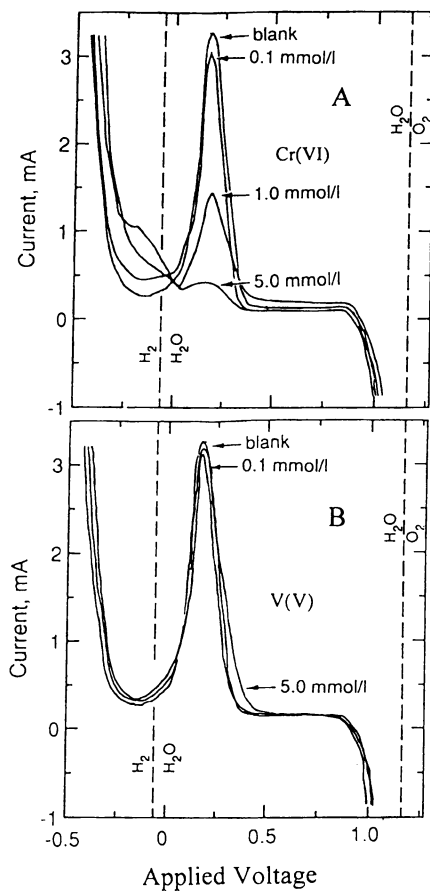 3
2
1
0
-1
Current, mA
blank
0.1 mmol/l
A
Cr(VI)
1.0 mmol/l
5.0 mmol/l
H₂O
O₂
H₂
H₂O
3
2
1
0
-1
Current, mA
blank
0.1 mmol/l
B
V(V)
5.0 mmol/l
H₂O
O₂
H₂
H₂O
-0.5
0
0.5
1.0
Applied Voltage